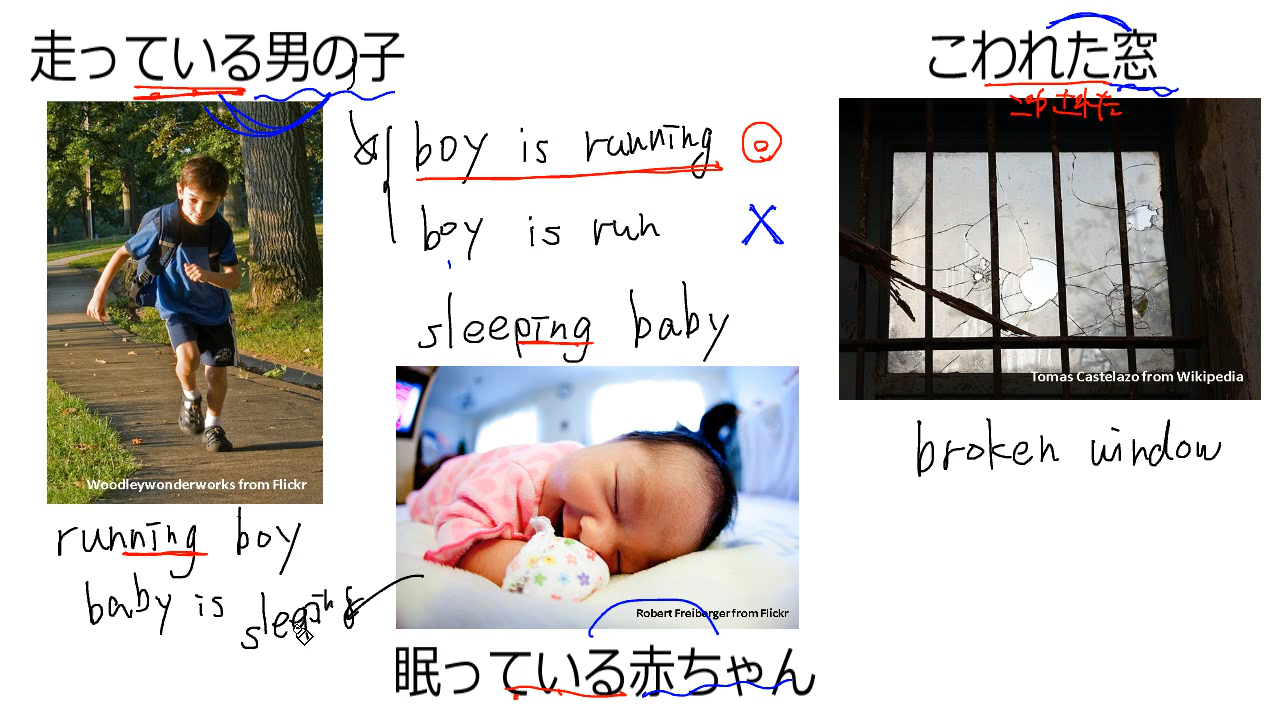 走っている男の子
boy is running
boy is run
X
sleeping baby
Woodleywonderworks from Flickr
running boy
baby is sleeping
Robert Freiberger from Flickr
眠っている赤ちゃん
こわれた窓
Tomas Castelazo from Wikipedia
broken window